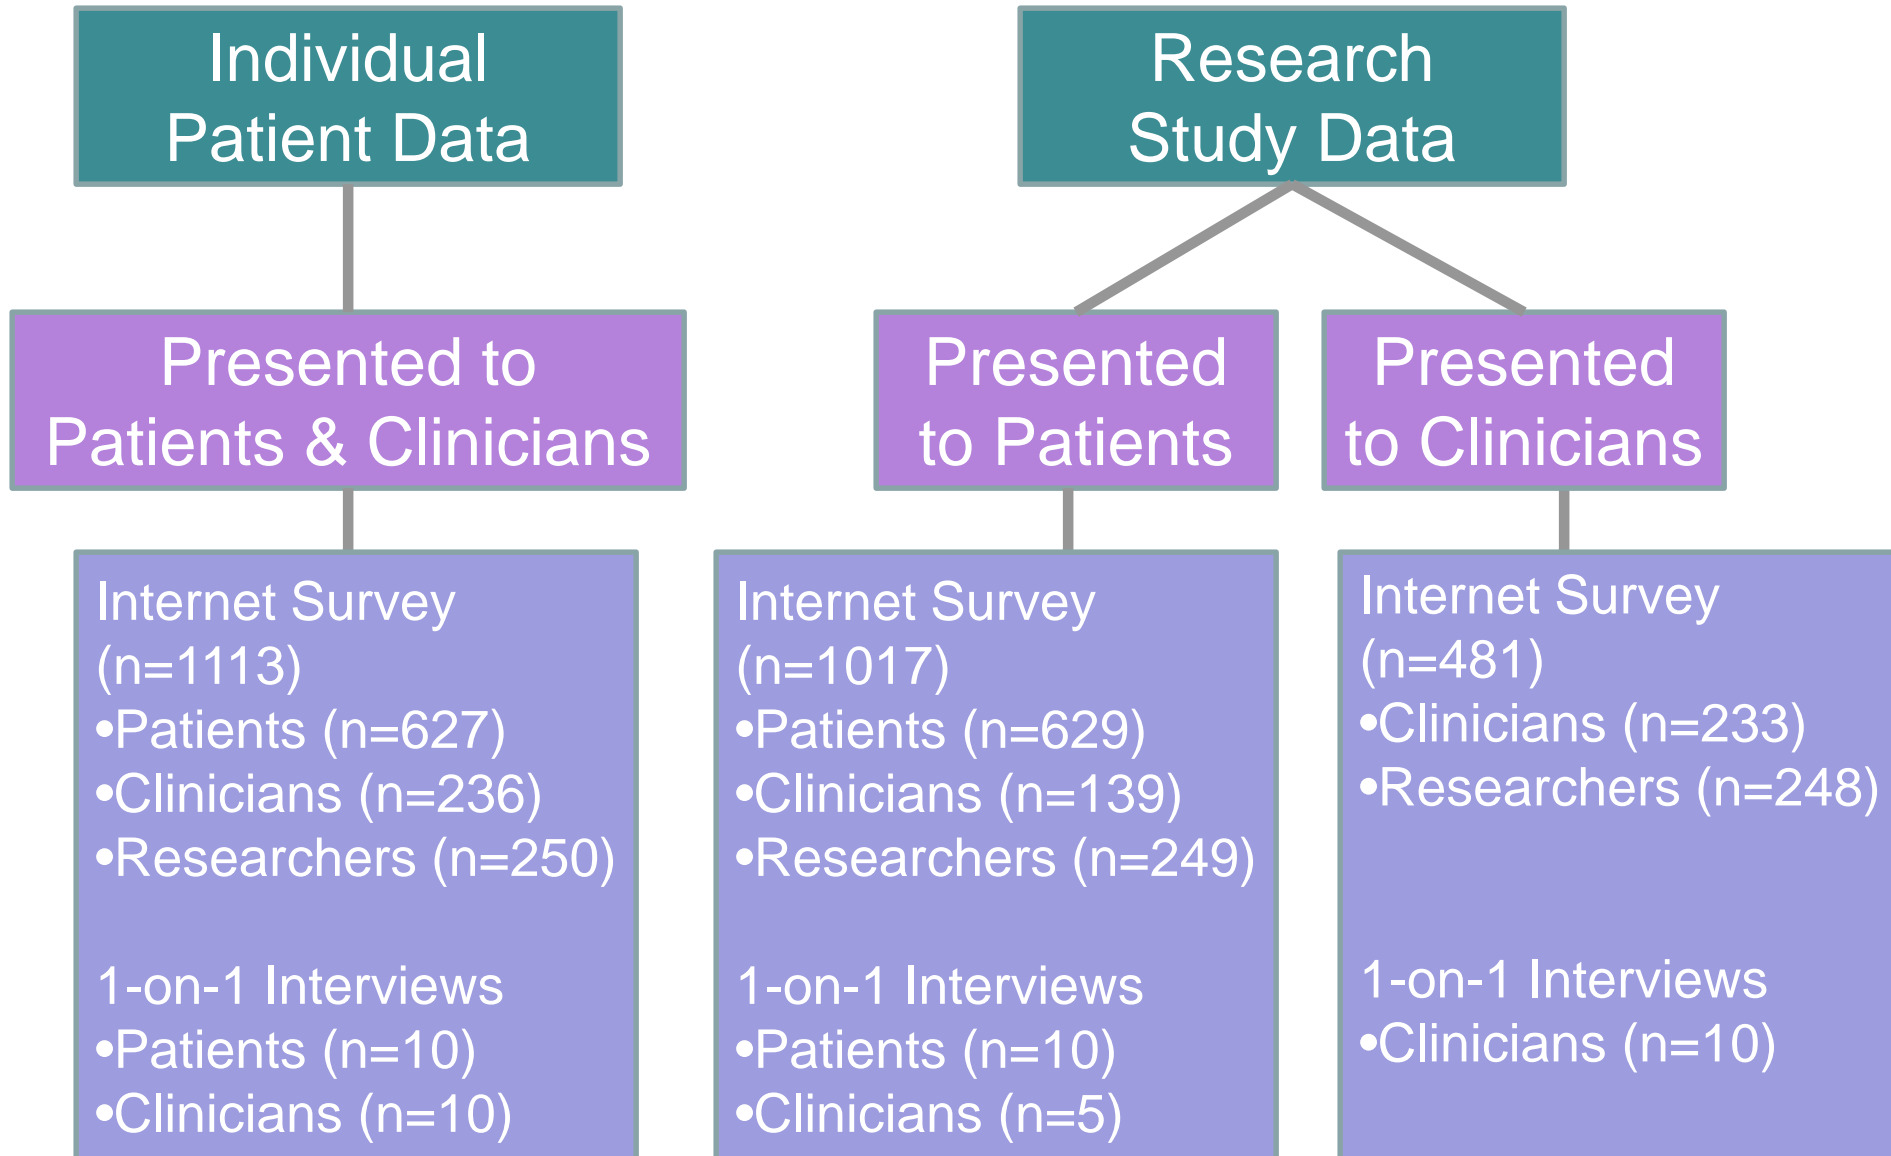 Individual
Patient Data
Research
Study Data
Presented to
Patients & Clinicians
Presented
to Patients
Presented
to Clinicians
Internet Survey
(n=1113)
•Patients (n=627)
•Clinicians (n=236)
•Researchers (n=250)
1-on-1 Interviews
•Patients (n=10)
•Clinicians (n=10)
Internet Survey
(n=1017)
•Patients (n=629)
•Clinicians (n=139)
•Researchers (n=249)
1-on-1 Interviews
•Patients (n=10)
•Clinicians (n=5)
Internet Survey
(n=481)
•Clinicians (n=233)
•Researchers (n=248)
1-on-1 Interviews
•Clinicians (n=10)